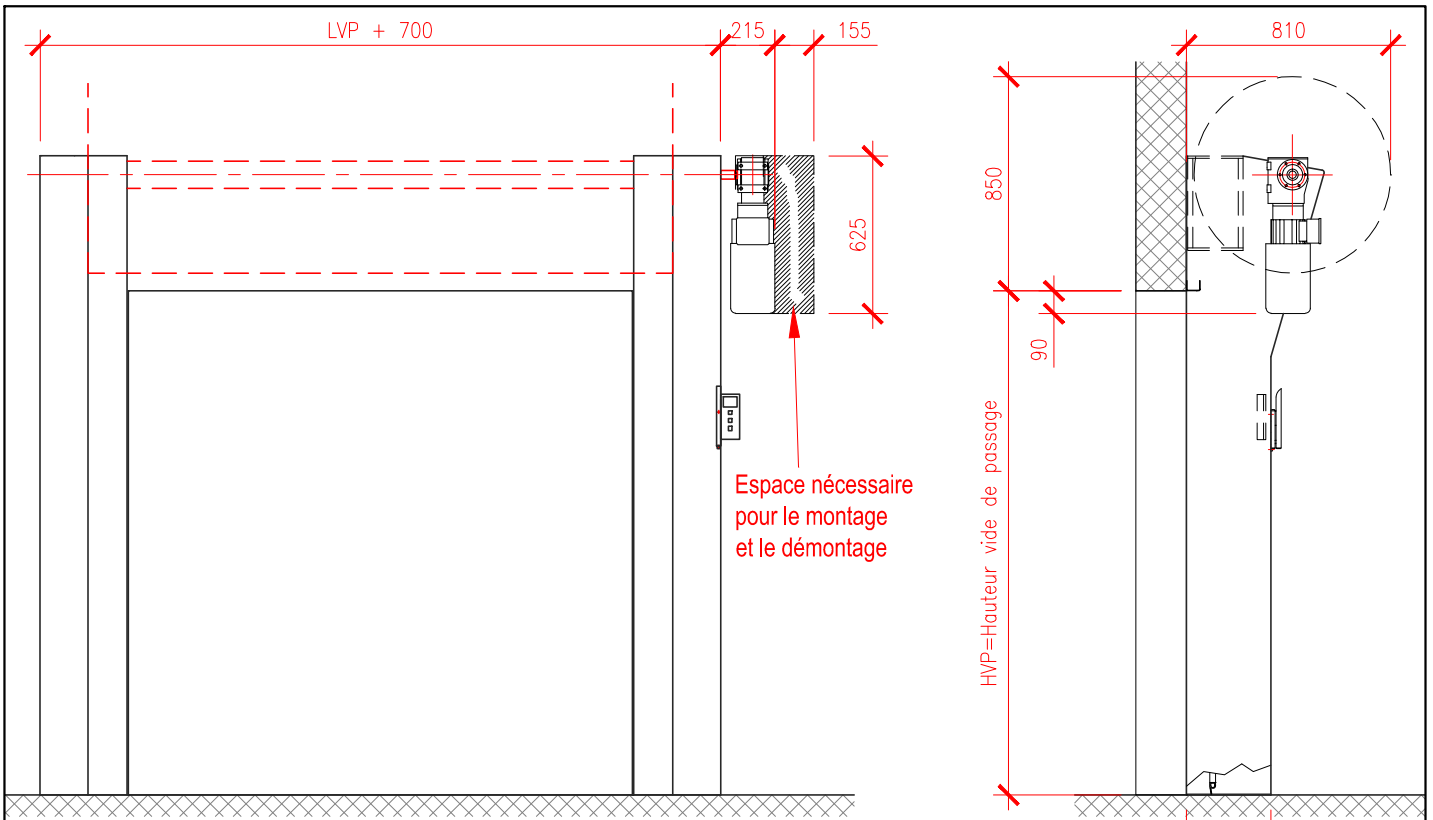 LVP + 700
215
155
810
850
625
90
HVP=Hauteur vide de passage
Espace nécessaire
pour le montage
et le démontage